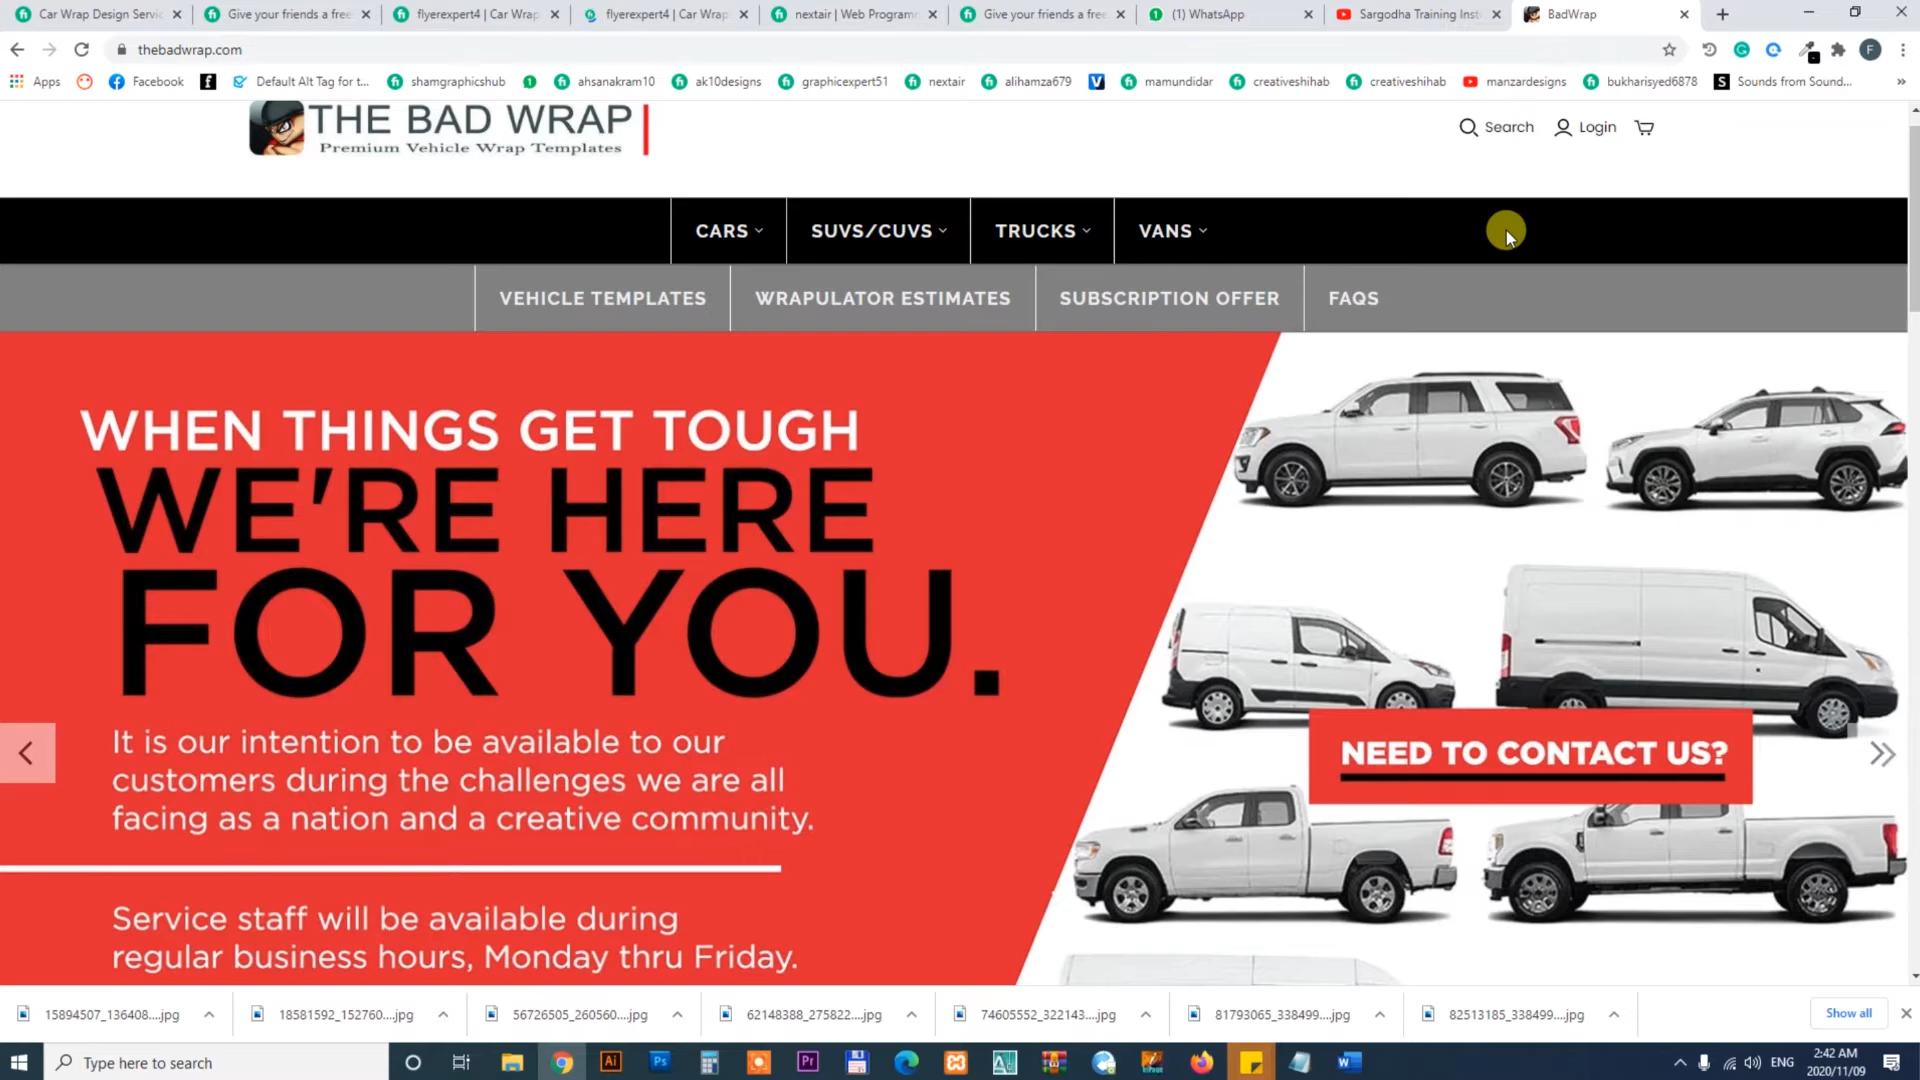 Car Wrap Design Servic
Give your friends a free
flyerexpert4 | Car Wrap
flyerexpert4 | Car Wrap
nextair | Web Programm
Give your friends a free
(1) WhatsApp
Sargodha Training Insti
BadWrap
thebadwrap.com
Apps
Facebook
Default Alt Tag for t...
shamgraphicshub
ahsanakram10
ak10designs
graphicexpert51
nextair
alihamza679
mamundidar
creativeshihab
creativeshihab
manzardesigns
bukharisyed6878
Sounds from Sound...
THE BAD WRAP
Premium Vehicle Wrap Templates
Search
Login
CARS
SUVS/CUVS
TRUCKS
VANS
VEHICLE TEMPLATES
WRAPULATOR ESTIMATES
SUBSCRIPTION OFFER
FAQS
WHEN THINGS GET TOUGH
WE'RE HERE
FOR YOU.
It is our intention to be available to our
customers during the challenges we are all
facing as a nation and a creative community.
Service staff will be available during
regular business hours, Monday thru Friday.
NEED TO CONTACT US?
15894507_136408....jpg
18581592_152760....jpg
56726505_260560....jpg
62148388_275822....jpg
74605552_322143....jpg
81793065_338499....jpg
82513185_338499....jpg
Show all
Type here to search
ENG
2:42 AM
2020/11/09